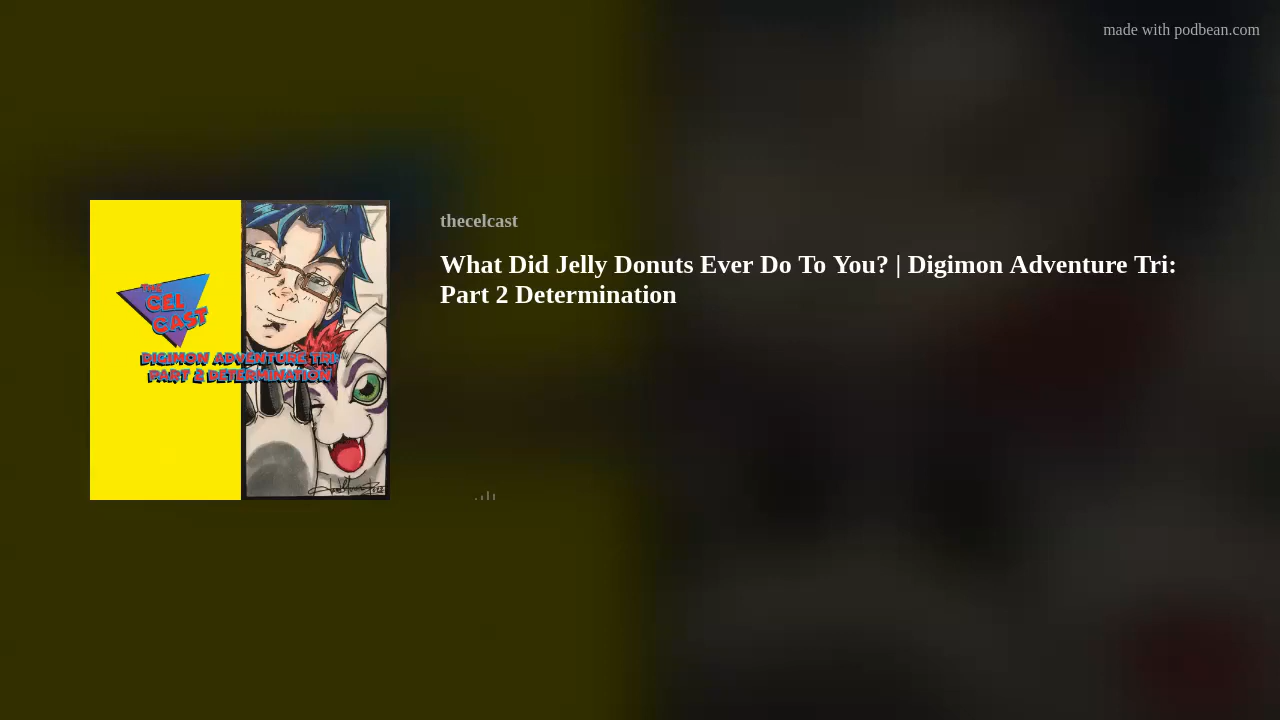 made with podbean.com
thecelcast
What Did Jelly Donuts Ever Do To You? | Digimon Adventure Tri:
Part 2 Determination
THE
CEL
CAST
DIGIMON ADVENTURE TRI:
PART 2 DETERMINATION